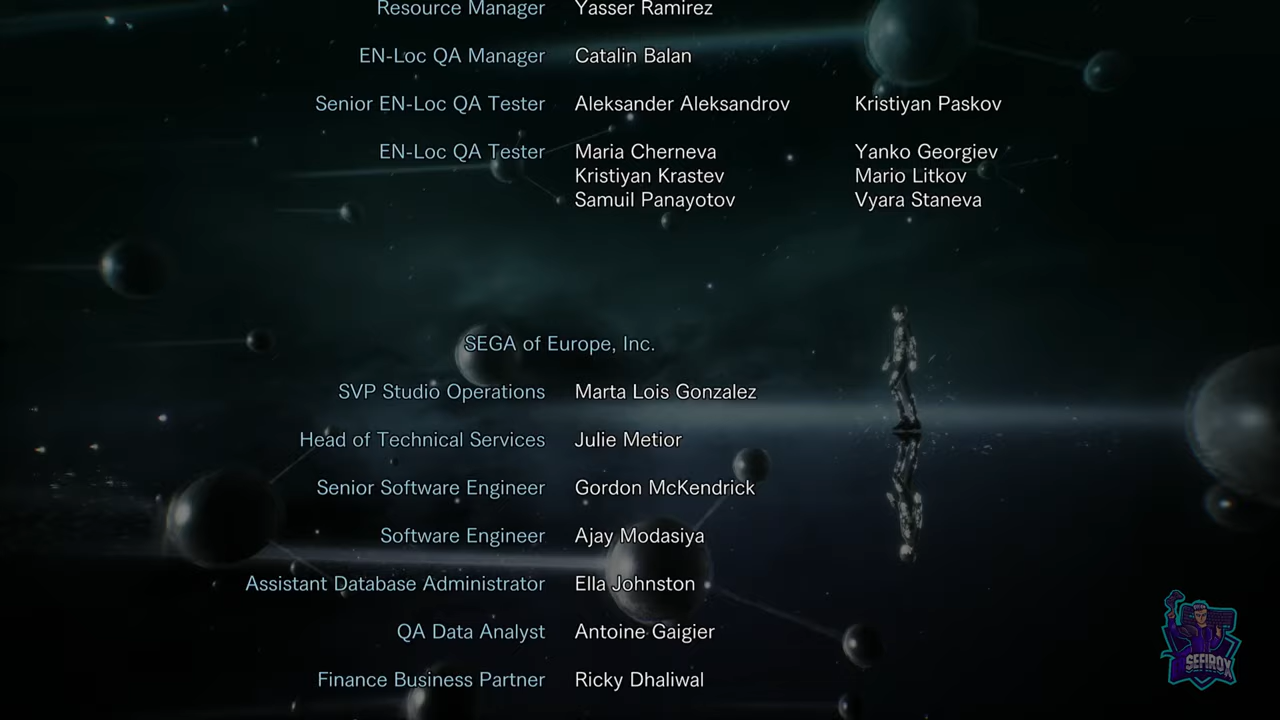 Resource Manager Yasser Ramirez
EN-Loc QA Manager Catalin Balan
Senior EN-Loc QA Tester Aleksander Aleksandrov Kristiyan Paskov
EN-Loc QA Tester Maria Cherneva Yanko Georgiev
Kristiyan Krastev Mario Litkov
Samuil Panayotov Vyara Staneva
SEGA of Europe, Inc.
SVP Studio Operations Marta Lois Gonzalez
Head of Technical Services Julie Metior
Senior Software Engineer Gordon McKendrick
Software Engineer Ajay Modasiya
Assistant Database Administrator Ella Johnston
QA Data Analyst Antoine Gaigier
Finance Business Partner Ricky Dhaliwal
SEFIROX